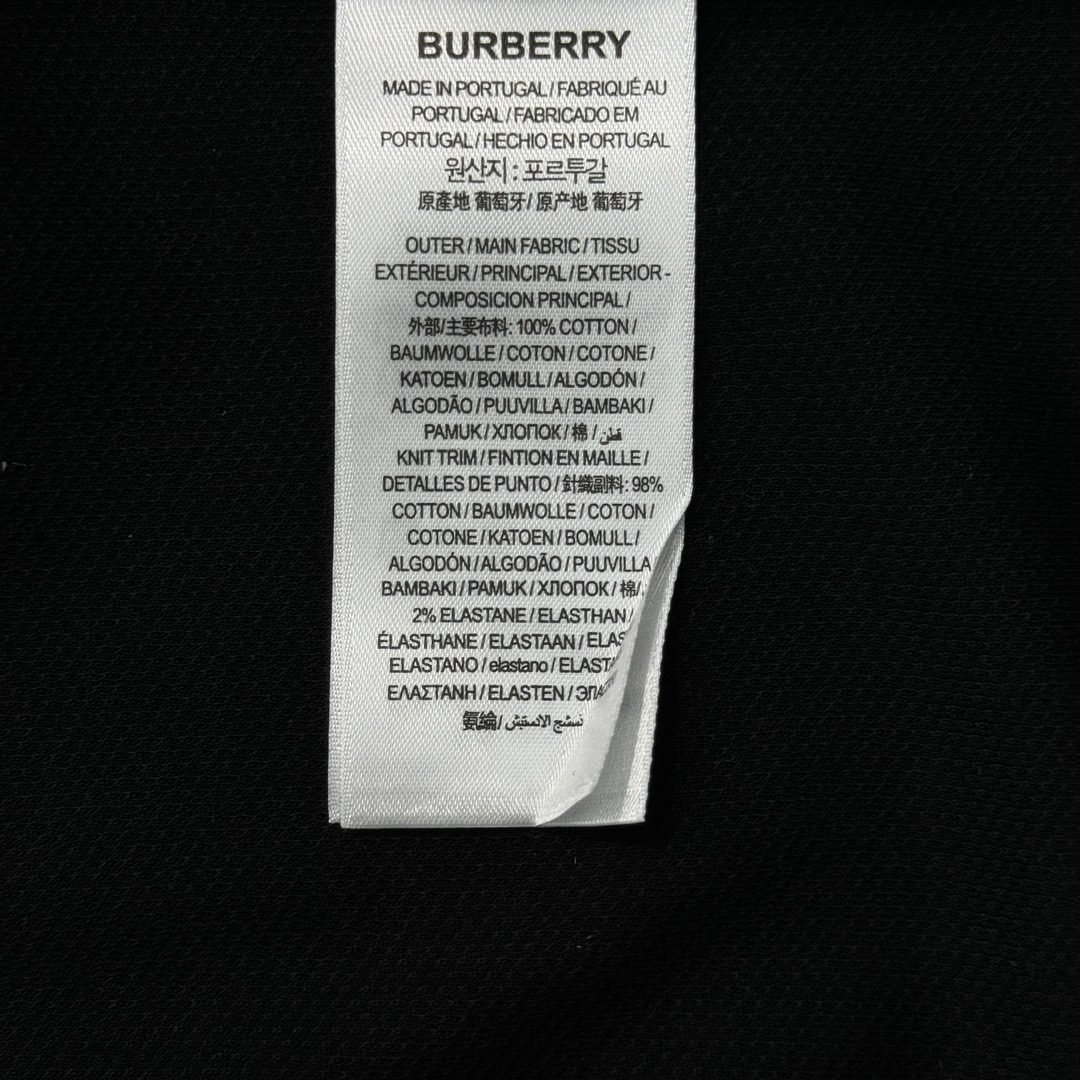 BURBERRY
MADE IN PORTUGAL / FABRIQUÉ AU
PORTUGAL / FABRICADO EM
PORTUGAL / HECHIO EN PORTUGAL
원산지 : 포르투갈
原產地 葡萄牙/ 原产地 葡萄牙
OUTER / MAIN FABRIC / TISSU
EXTÉRIEUR / PRINCIPAL / EXTERIOR -
COMPOSICION PRINCIPAL /
外部/主要布料: 100% COTTON /
BAUMWOLLE / COTON / COTONE /
KATOEN / BOMULL / ALGODÓN /
ALGODÃO / PUUVILLA / BAMBAKI /
PAMUK / ХЛОПОК / 棉 / قطن
KNIT TRIM / FINTION EN MAILLE /
DETALLES DE PUNTO / 針織副料: 98%
COTTON / BAUMWOLLE / COTON /
COTONE / KATOEN / BOMULL /
ALGODÓN / ALGODÃO / PUUVILLA
BAMBAKI / PAMUK / ХЛОПОК / 棉 /
2% ELASTANE / ELASTHAN /
ÉLASTHANE / ELASTAAN /
ELASTANO / elastano /
ΕΛΑΣΤΑΝΗ / ELASTEN /
氨綸 /